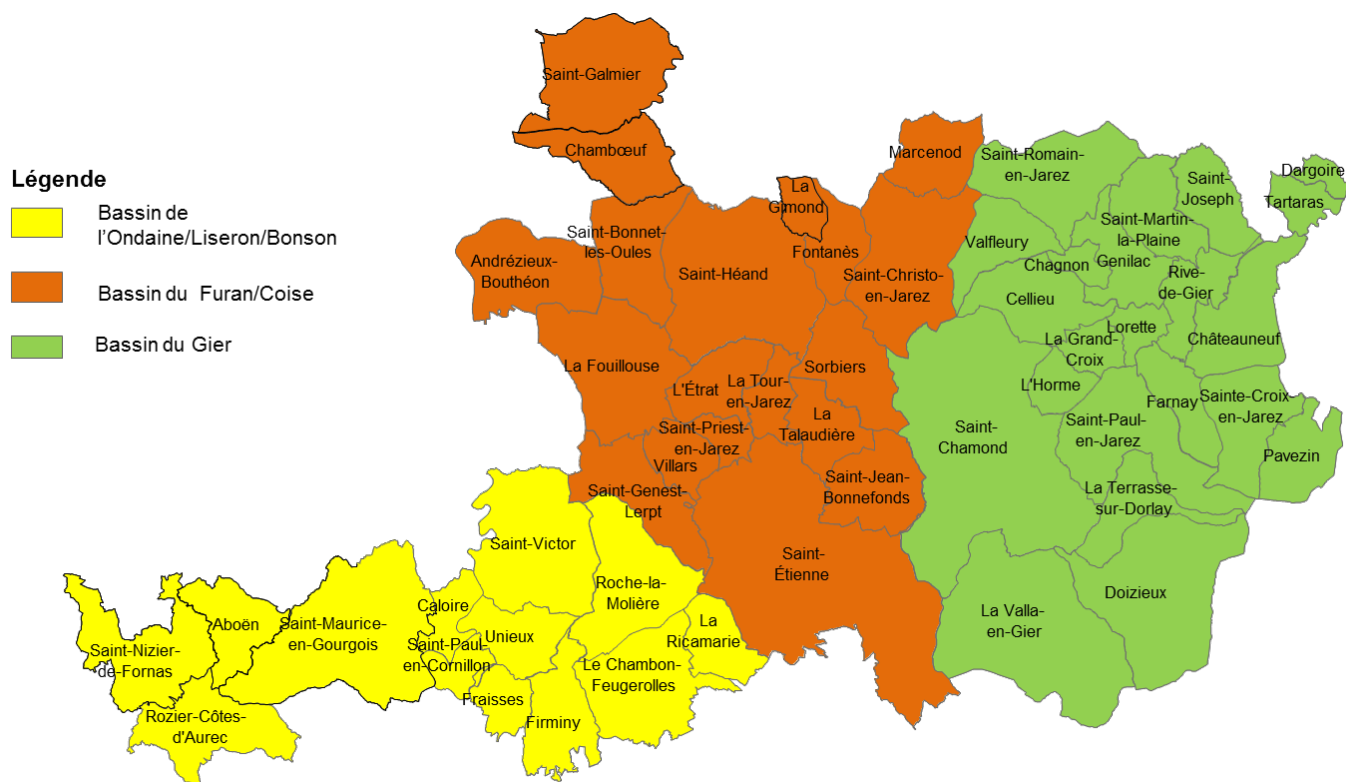 Légende
Bassin de
l'Ondaine/Liseron/Bonson
Bassin du Furan/Coise
Bassin du Gier
Saint-Galmier
Chambœuf
Marcenod
Saint-Romain-
en-Jarez
Dargoire
Tartaras
Saint-
Joseph
La
Gimond
Saint-Bonnet-
les-Oules
Andrézieux-
Bouthéon
Saint-Héand
Fontanès
Saint-Christo-
en-Jarez
Valfleury
Saint-Martin-
la-Plaine
Chagnon
Genilac
Rive-
de-Gier
Cellieu
Lorette
Châteauneuf
La Grand-
Croix
L'Horme
La Fouillouse
Sorbiers
L'Étrat
La Tour-
en-Jarez
La
Talaudière
Saint-Priest-
en-Jarez
Villars
Saint-Jean-
Bonnefonds
Saint-Genest-
Lerpt
Saint-
Chamond
Saint-Paul-
en-Jarez
Farnay
Sainte-Croix-
en-Jarez
Pavezin
La Terrasse-
sur-Dorlay
Saint-
Étienne
Doizieux
La Valla-
en-Gier
Saint-Victor
Roche-la-
Molière
La
Ricamarie
Caloire
Unieux
Saint-Paul-
en-Cornillon
Le Chambon-
Feugerolles
Fraisses
Firminy
Aboën
Saint-Maurice-
en-Gourgois
Saint-Nizier-
de-Fornas
Rozier-Côtes-
d'Aurec